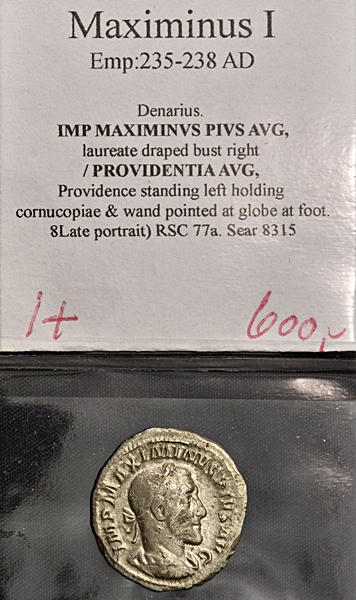 Maximinus I
Emp:235-238 AD
Denarius.
IMP MAXIMINVS PIVS AVG,
laureate draped bust right
/ PROVIDENTIA AVG,
Providence standing left holding
cornucopiae & wand pointed at globe at foot.
8Late portrait) RSC 77a. Sear 8315
1+ 600,-
IMP MAXIMINVS PIVS AVG